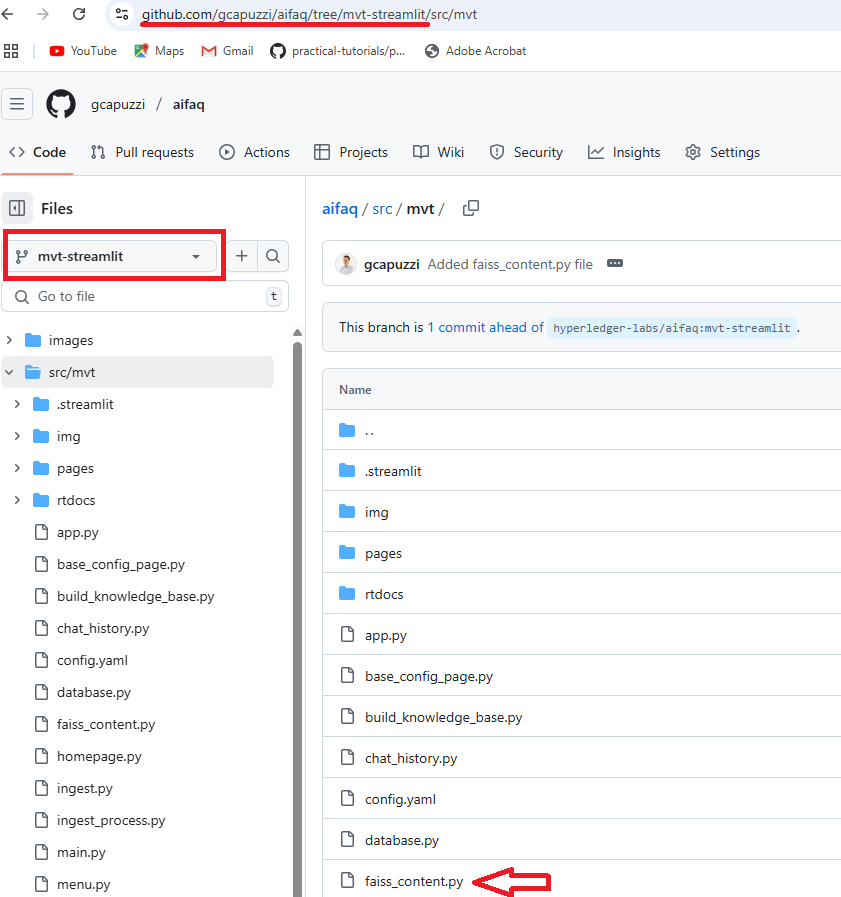 github.com/gcapuzzi/aifaq/tree/mvt-streamlit/src/mvt
YouTube Maps Gmail practical-tutorials/p... Adobe Acrobat
gcapuzzi / aifaq
Code Pull requests Actions Projects Wiki Security Insights Settings
Files
mvt-streamlit
Go to file t
images
src/mvt
.streamlit
img
pages
rtdocs
app.py
base_config_page.py
build_knowledge_base.py
chat_history.py
config.yaml
database.py
faiss_content.py
homepage.py
ingest.py
ingest_process.py
main.py
menu.py
aifaq / src / mvt /
gcapuzzi Added faiss_content.py file
This branch is 1 commit ahead of hyperledger-labs/aifaq:mvt-streamlit .
Name
..
.streamlit
img
pages
rtdocs
app.py
base_config_page.py
build_knowledge_base.py
chat_history.py
config.yaml
database.py
faiss_content.py